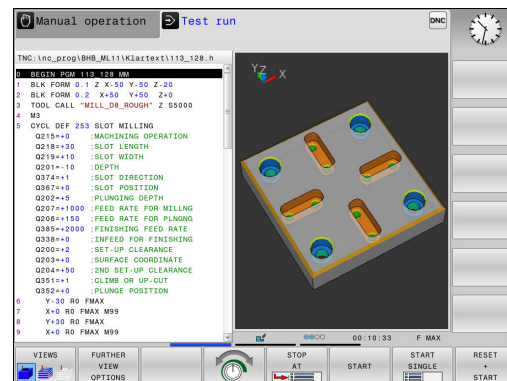 Manual operation
Test run
DNC
TNC:\nc_prog\BHB_ML11\Klartext\113_128.h
0 BEGIN PGM 113_128 MM
1 BLK FORM 0.1 Z X-50 Y-50 Z-20
2 BLK FORM 0.2 X+50 Y+50 Z+0
3 TOOL CALL "MILL_D8_ROUGH" Z S5000
4 M3
5 CYCL DEF 253 SLOT MILLING
Q215=+0 ;MACHINING OPERATION
Q218=+30 ;SLOT LENGTH
Q219=+10 ;SLOT WIDTH
Q201=-10 ;DEPTH
Q374=+1 ;SLOT DIRECTION
Q367=+0 ;SLOT POSITION
Q202=+5 ;PLUNGING DEPTH
Q207=+1000 ;FEED RATE FOR MILLNG
Q206=+150 ;FEED RATE FOR PLNGNG
Q385=+2000 ;FINISHING FEED RATE
Q338=+0 ;INFEED FOR FINISHING
Q200=+2 ;SET-UP CLEARANCE
Q203=+0 ;SURFACE COORDINATE
Q204=+50 ;2ND SET-UP CLEARANCE
Q351=+1 ;CLIMB OR UP-CUT
Q352=+0 ;PLUNGE POSITION
6 Y-30 R0 FMAX
7 X+0 R0 FMAX M99
8 Y+30 R0 FMAX
9 X+0 R0 FMAX M99
YZ X
00:10:33 F MAX
VIEWS
FURTHER VIEW OPTIONS
STOP AT
START
START SINGLE
RESET + START